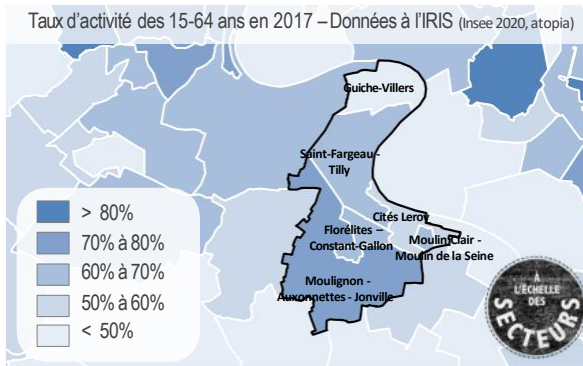 Taux d'activité des 15-64 ans en 2017 – Données à l'IRIS (Insee 2020, atopia)
Guiche-Villers
Saint-Fargeau -
Tilly
Cités Leroy
Florélites –
Constant-Gallon
Moulin Clair -
Moulin de la Seine
Moulignon -
Auxonnettes - Jonville
> 80%
70% à 80%
60% à 70%
50% à 60%
< 50%
A
L'ÉCHELLE
DES
SECTEURS